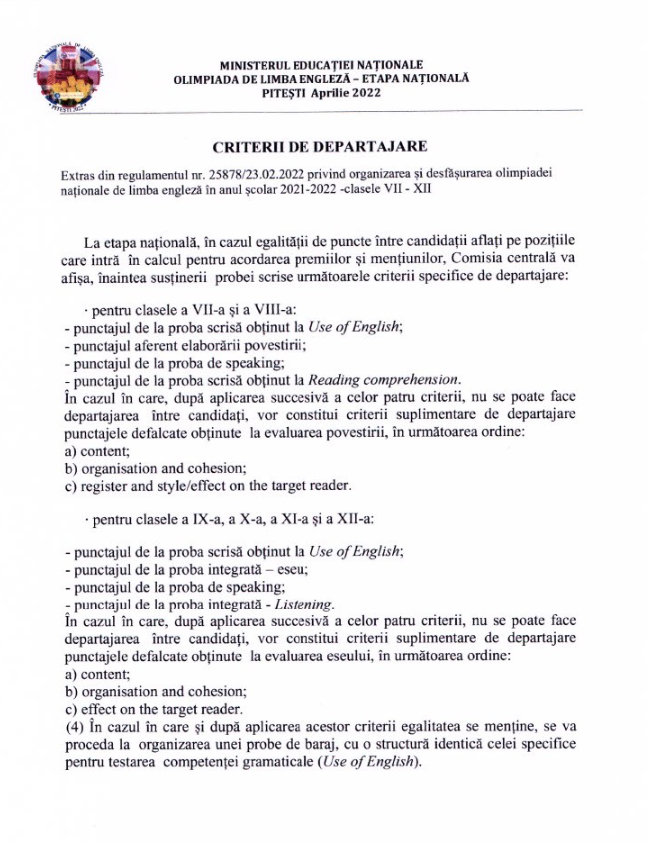 OLIMPIADA NAȚIONALĂ DE LIMBA ENGLEZĂ
PITEȘTI 2022
MINISTERUL EDUCAȚIEI NAȚIONALE
OLIMPIADA DE LIMBA ENGLEZĂ – ETAPA NAȚIONALĂ
PITEȘTI Aprilie 2022
CRITERII DE DEPARTAJARE
Extras din regulamentul nr. 25878/23.02.2022 privind organizarea și desfășurarea olimpiadei
naționale de limba engleză în anul școlar 2021-2022 -clasele VII - XII
La etapa națională, în cazul egalității de puncte între candidații aflați pe pozițiile
care intră în calcul pentru acordarea premiilor și mențiunilor, Comisia centrală va
afișa, înaintea susținerii probei scrise următoarele criterii specifice de departajare:
· pentru clasele a VII-a și a VIII-a:
- punctajul de la proba scrisă obținut la Use of English;
- punctajul aferent elaborării povestirii;
- punctajul de la proba de speaking;
- punctajul de la proba scrisă obținut la Reading comprehension.
În cazul în care, după aplicarea succesivă a celor patru criterii, nu se poate face
departajarea între candidați, vor constitui criterii suplimentare de departajare
punctajele defalcate obținute la evaluarea povestirii, în următoarea ordine:
a) content;
b) organisation and cohesion;
c) register and style/effect on the target reader.
· pentru clasele a IX-a, a X-a, a XI-a și a XII-a:
- punctajul de la proba scrisă obținut la Use of English;
- punctajul de la proba integrată – eseu;
- punctajul de la proba de speaking;
- punctajul de la proba integrată - Listening.
În cazul în care, după aplicarea succesivă a celor patru criterii, nu se poate face
departajarea între candidați, vor constitui criterii suplimentare de departajare
punctajele defalcate obținute la evaluarea eseului, în următoarea ordine:
a) content;
b) organisation and cohesion;
c) effect on the target reader.
(4) În cazul în care și după aplicarea acestor criterii egalitatea se menține, se va
proceda la organizarea unei probe de baraj, cu o structură identică celei specifice
pentru testarea competenței gramaticale (Use of English).